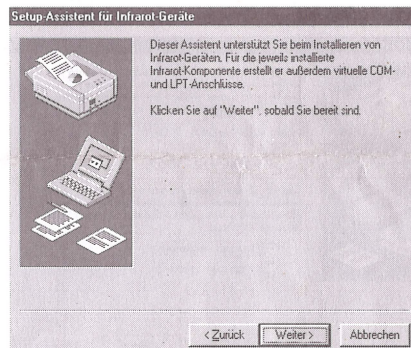 Setup-Assistent für Infrarot-Geräte
Dieser Assistent unterstützt Sie beim Installieren von
Infrarot-Geräten. Für die jeweils installierte
Infrarot-Komponente erstellt er außerdem virtuelle COM-
und LPT-Anschlüsse.
Klicken Sie auf "Weiter", sobald Sie bereit sind.
< Zurück Weiter > Abbrechen